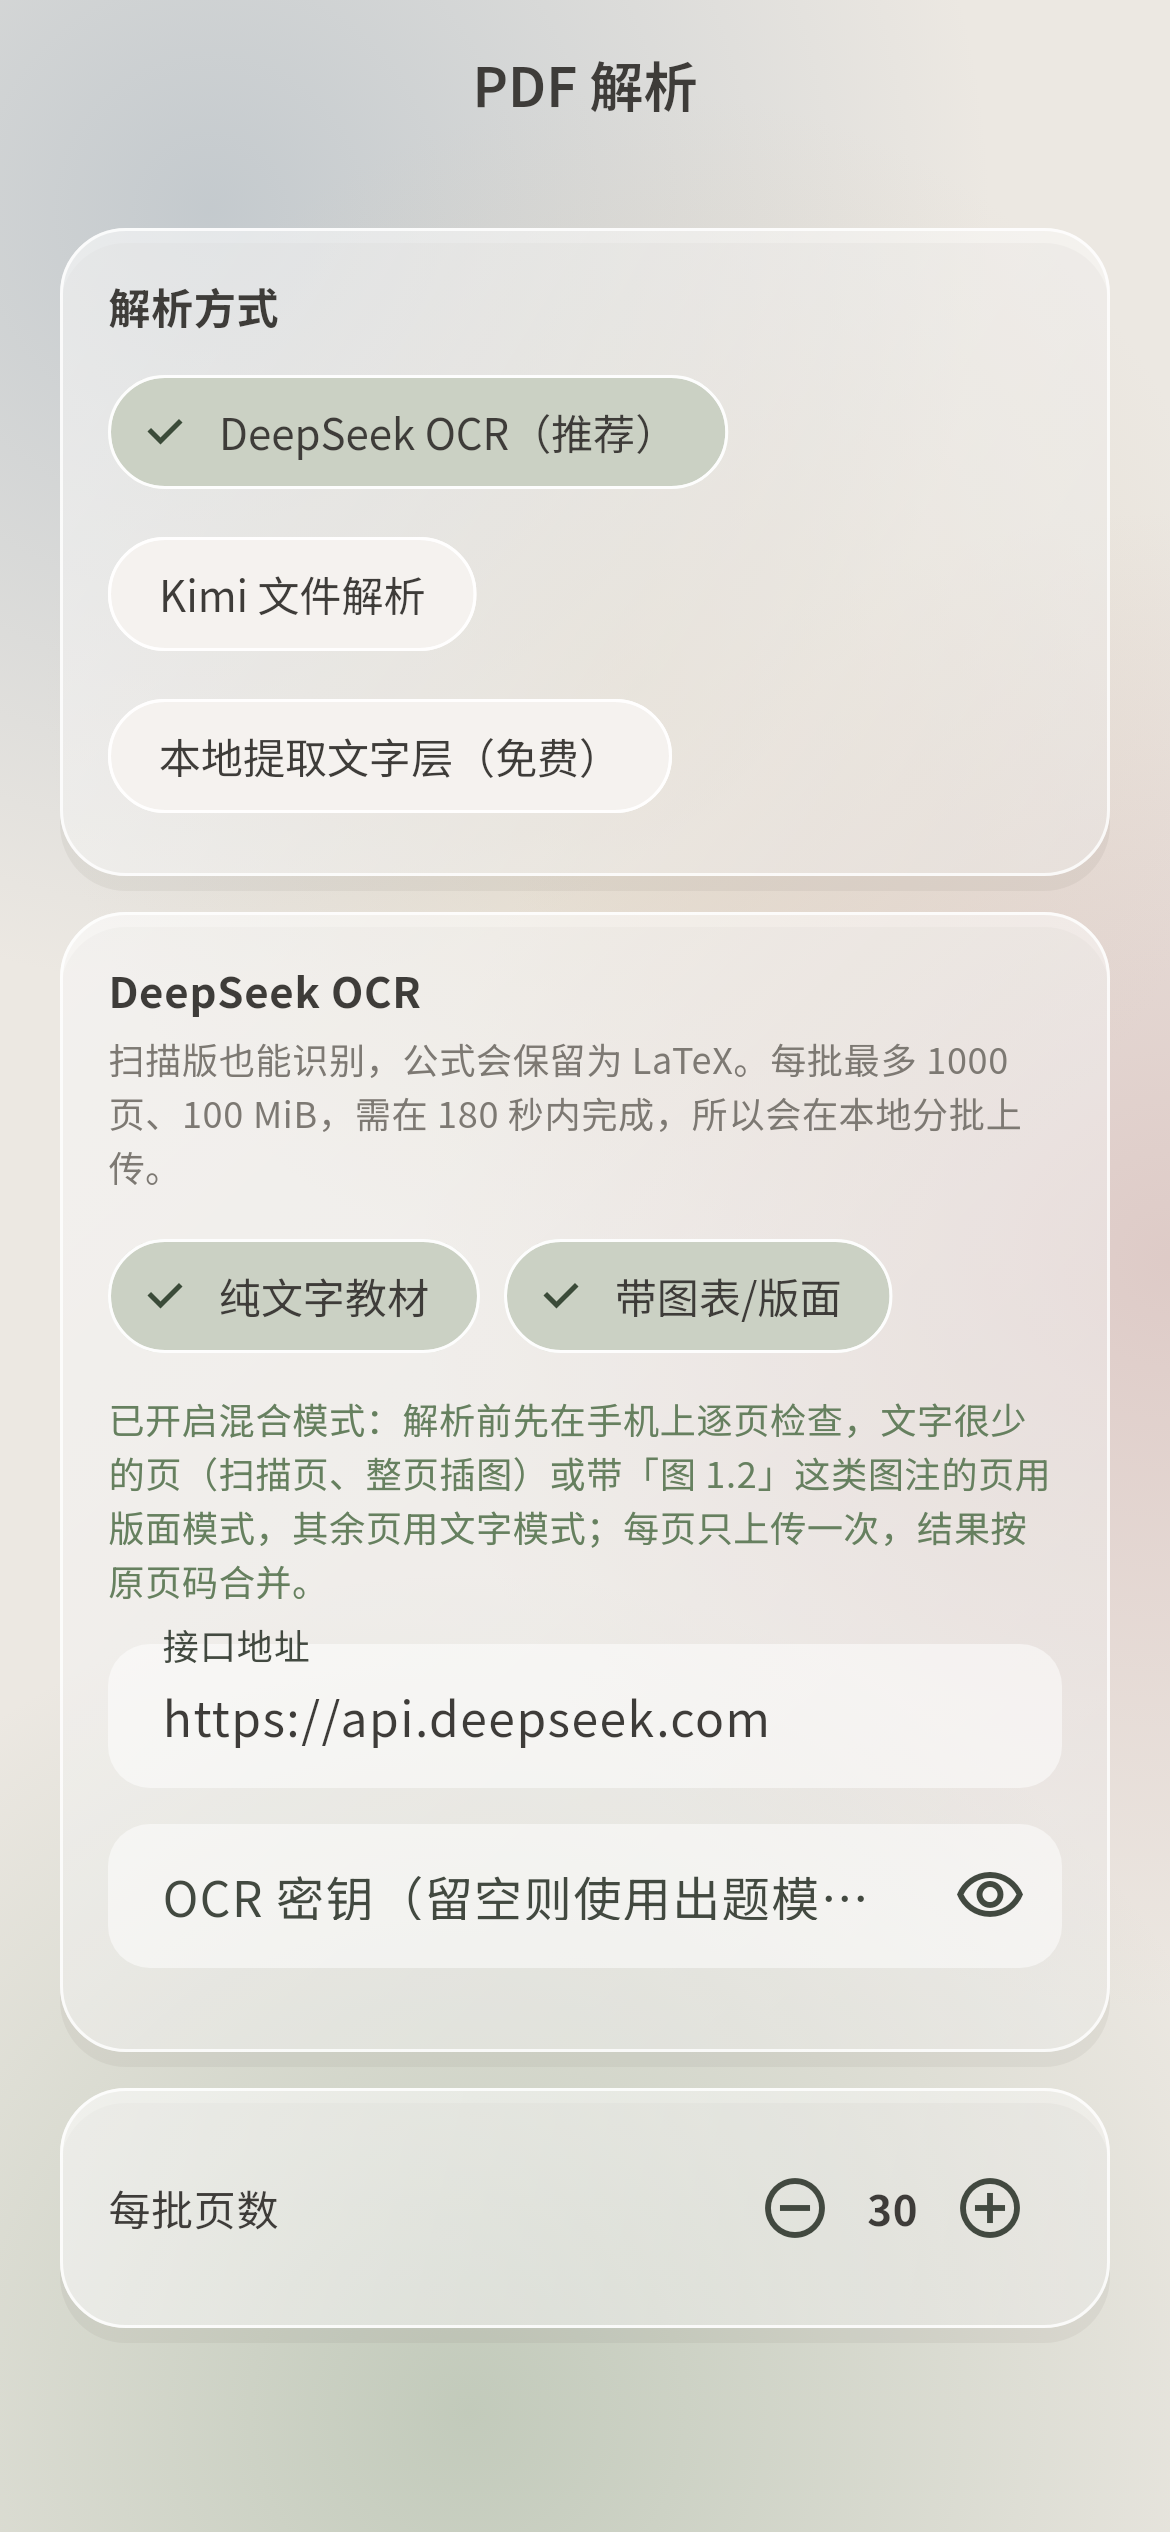 PDF 解析
解析方式
DeepSeek OCR（推荐）
Kimi 文件解析
本地提取文字层（免费）
DeepSeek OCR
扫描版也能识别，公式会保留为 LaTeX。每批最多 1000
页、100 MiB，需在 180 秒内完成，所以会在本地分批上
传。
纯文字教材
带图表/版面
已开启混合模式：解析前先在手机上逐页检查，文字很少
的页（扫描页、整页插图）或带「图 1.2」这类图注的页用
版面模式，其余页用文字模式；每页只上传一次，结果按
原页码合并。
接口地址
https://api.deepseek.com
OCR 密钥（留空则使用出题模…
每批页数
30